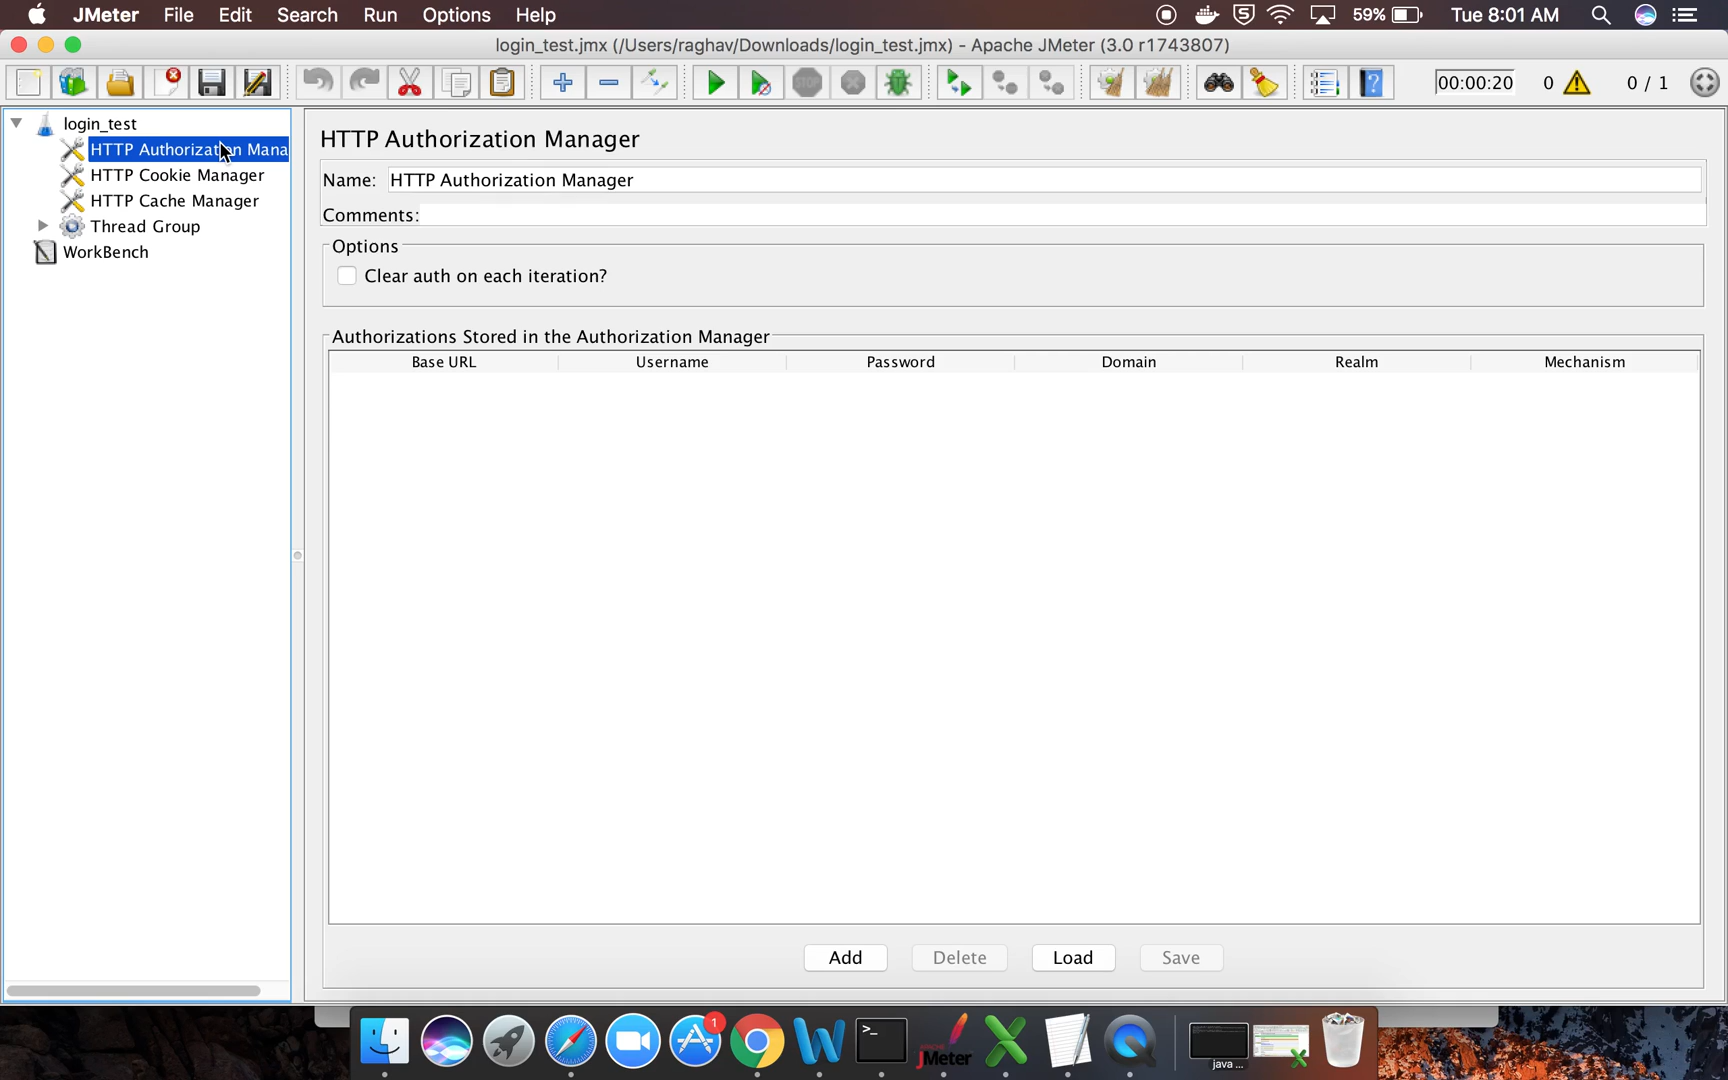 JMeter File Edit Search Run Options Help 59% Tue 8:01 AM
login_test.jmx (/Users/raghav/Downloads/login_test.jmx) - Apache JMeter (3.0 r1743807)
STOP 00:00:20 0 0 / 1
login_test
HTTP Authorization Mana
HTTP Cookie Manager
HTTP Cache Manager
Thread Group
WorkBench
HTTP Authorization Manager
Name: HTTP Authorization Manager
Comments:
Options
Clear auth on each iteration?
Authorizations Stored in the Authorization Manager
Base URL Username Password Domain Realm Mechanism
Add Delete Load Save
1
APACHE
JMeter
java ...